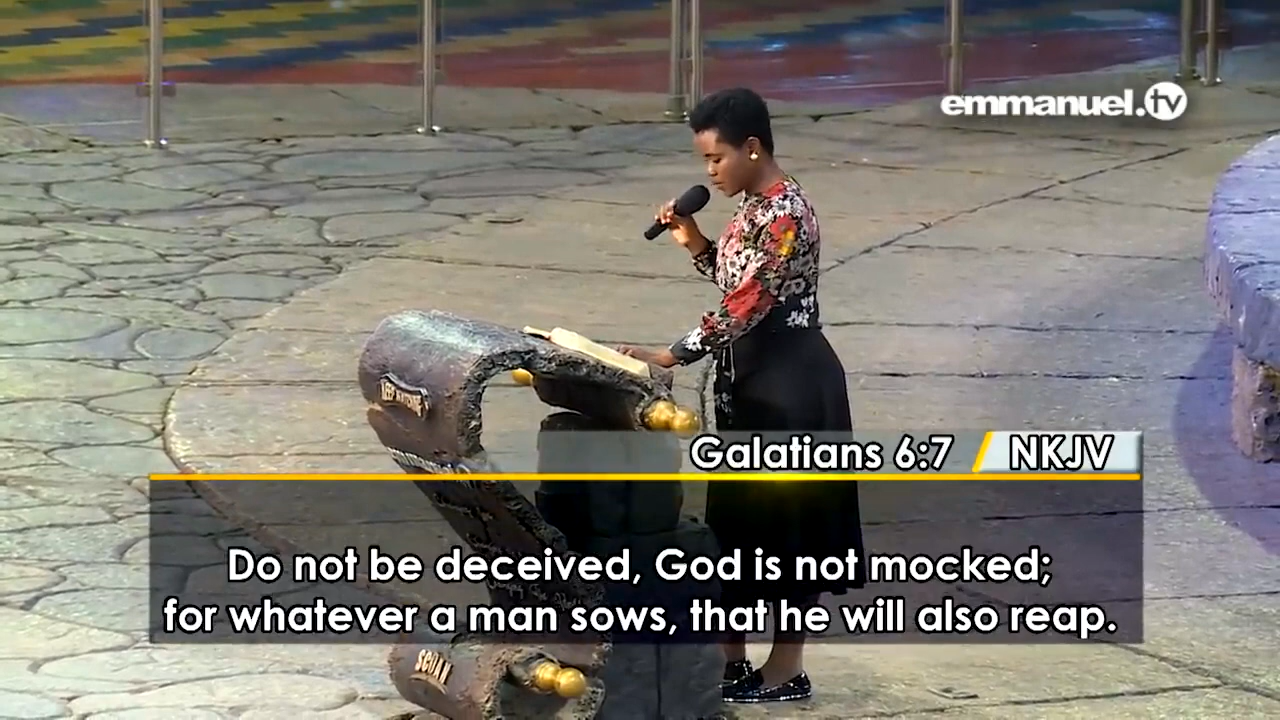 emmanuel.tv
Galatians 6:7 NKJV
Do not be deceived, God is not mocked;
for whatever a man sows, that he will also reap.
SCOAN